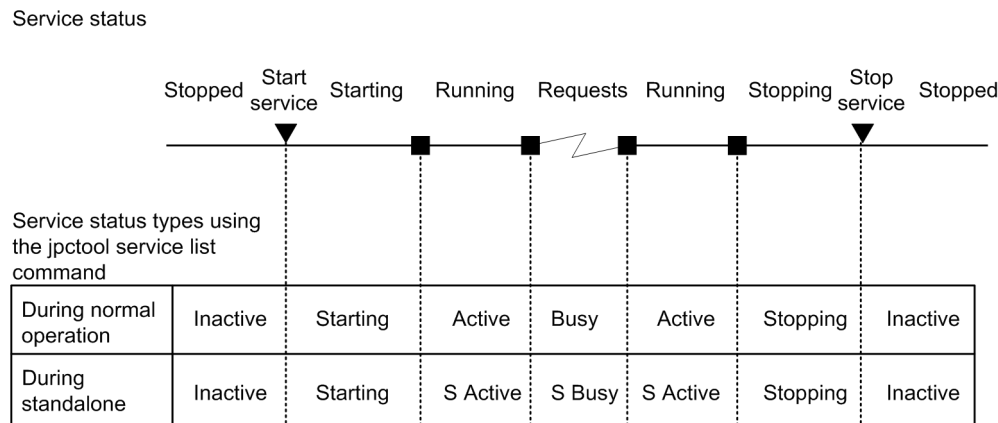 Service status
Stopped
Start
service
Starting
Running
Requests
Running
Stopping
Stop
service
Stopped
Service status types using
the jpctool service list
command
During normal
operation
Inactive
Starting
Active
Busy
Active
Stopping
Inactive
During
standalone
Inactive
Starting
S Active
S Busy
S Active
Stopping
Inactive